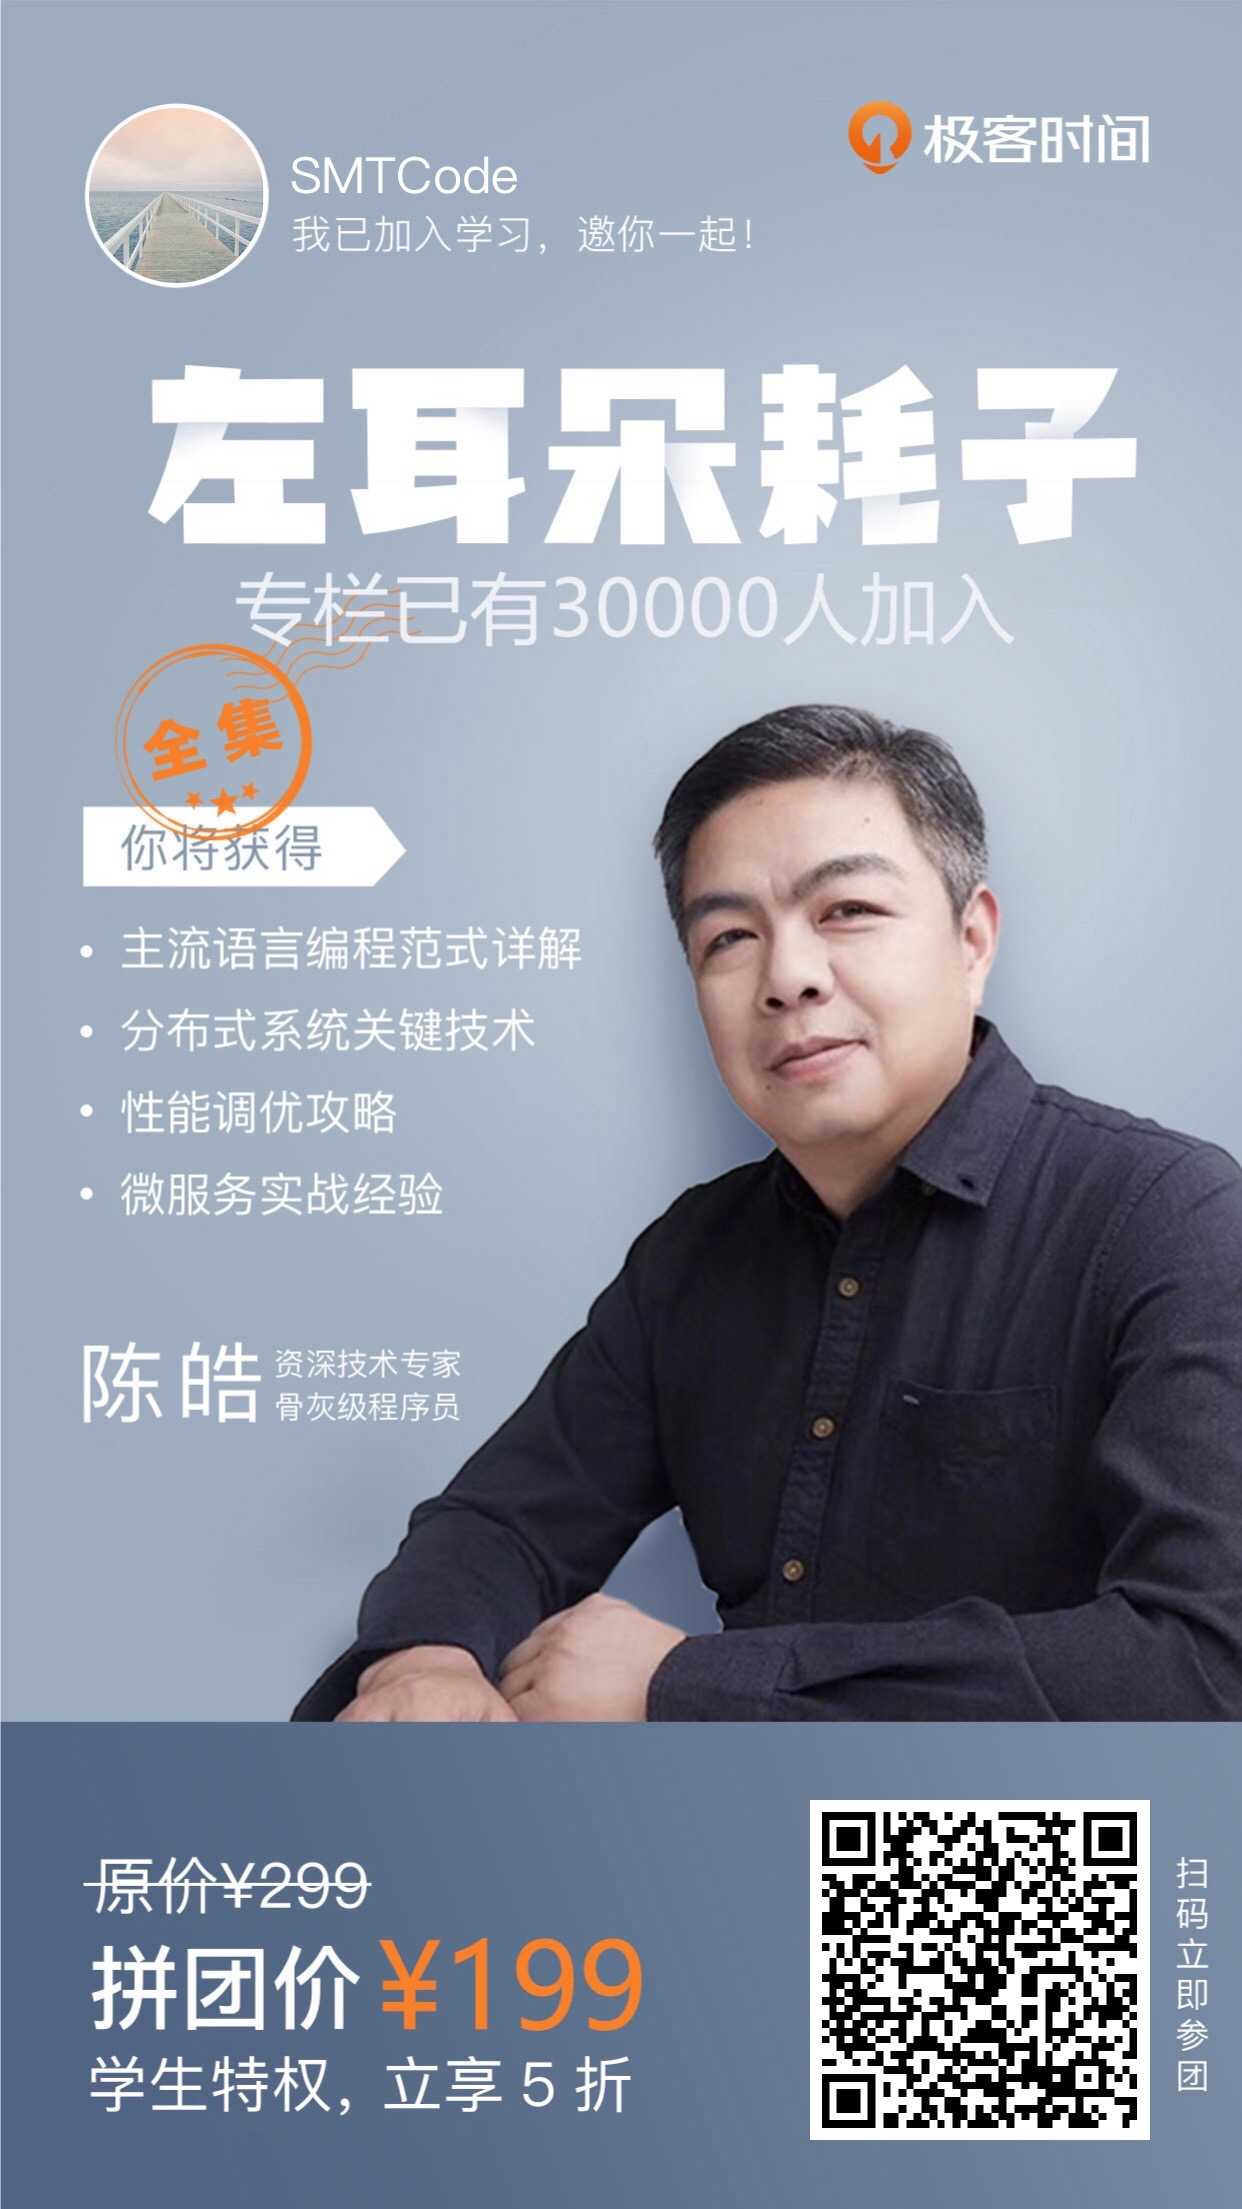 SMTCode
我已加入学习，邀你一起！
极客时间
左耳朵耗子
专栏已有30000人加入
全集
你将获得
• 主流语言编程范式详解
• 分布式系统关键技术
• 性能调优攻略
• 微服务实战经验
陈皓
资深技术专家
骨灰级程序员
原价¥299
拼团价¥199
学生特权，立享 5 折
扫码立即参团